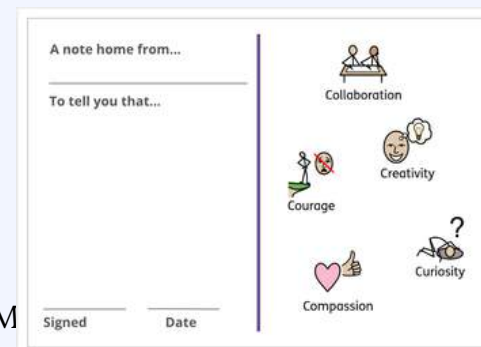 A note home from...
To tell you that...
Signed
Date
Collaboration
Creativity
Courage
?
Curiosity
Compassion
M